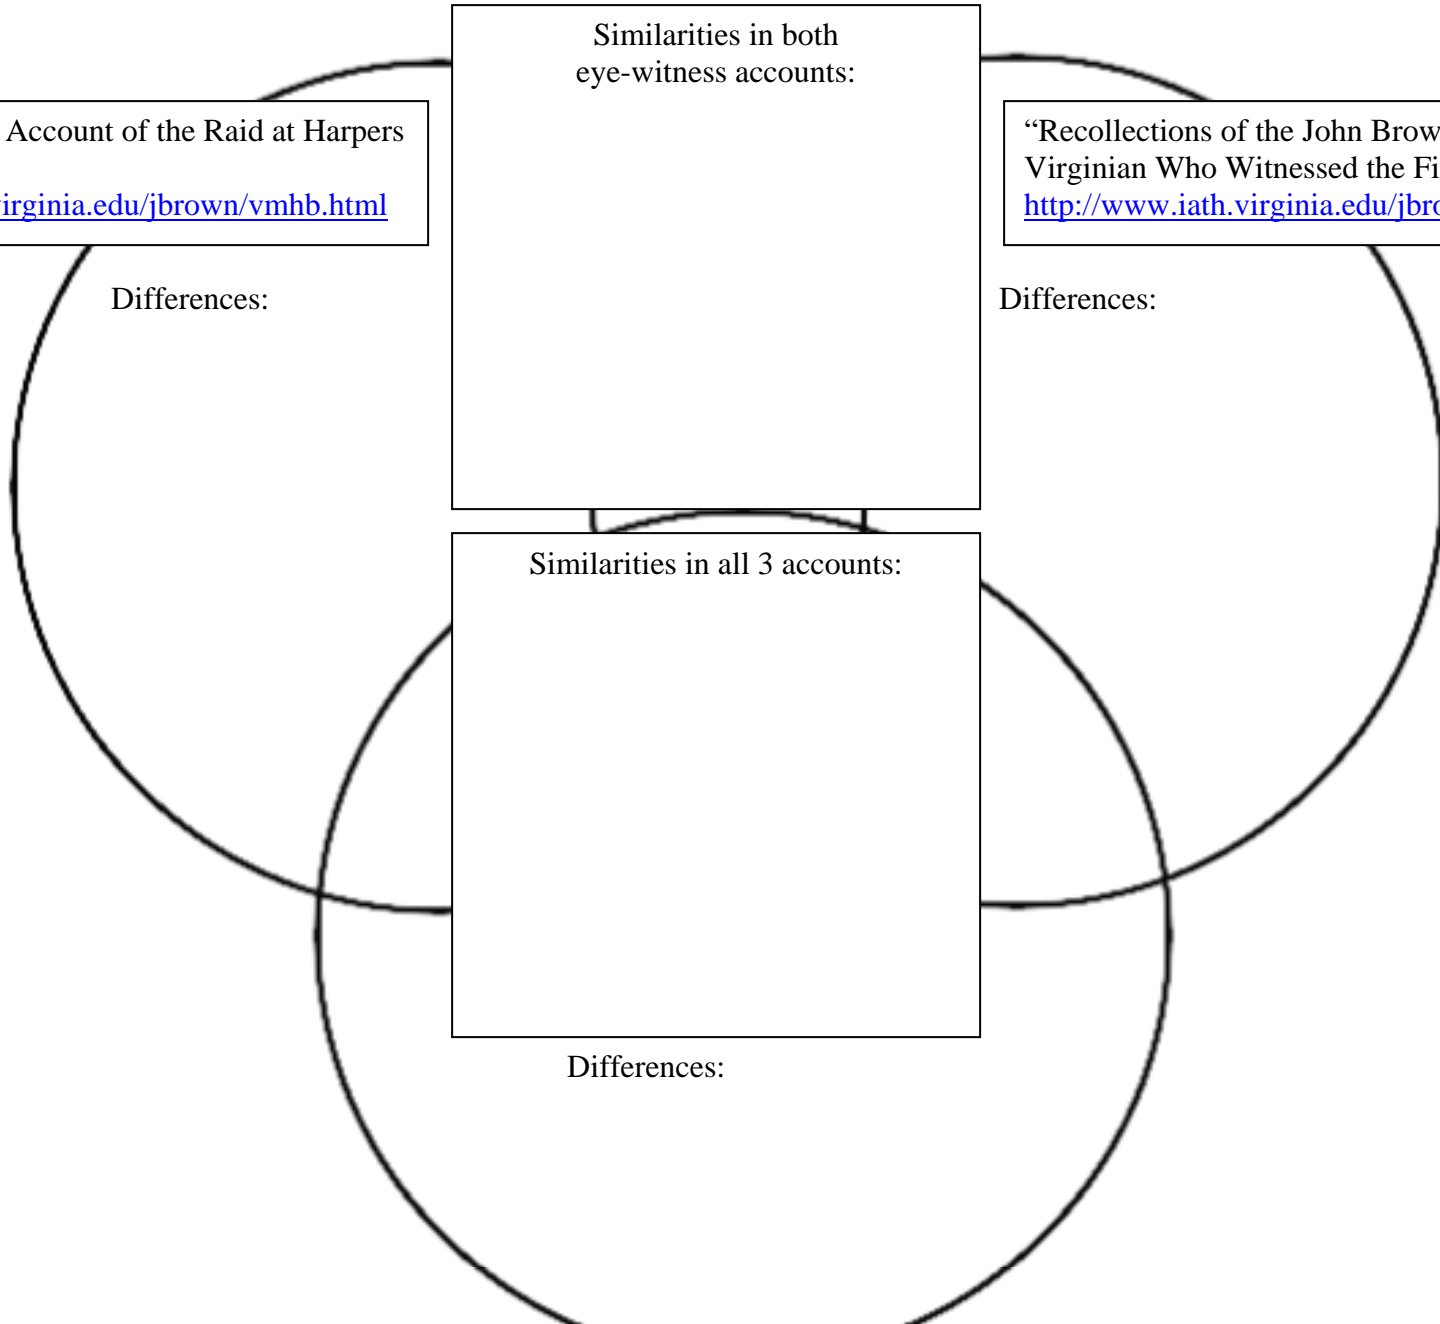 Similarities in both
eye-witness accounts:
Account of the Raid at Harpers
irginia.edu/jbrown/vmhb.html
“Recollections of the John Brow
Virginian Who Witnessed the Fi
http://www.iath.virginia.edu/jbro
Differences:
Differences:
Similarities in all 3 accounts:
Differences: